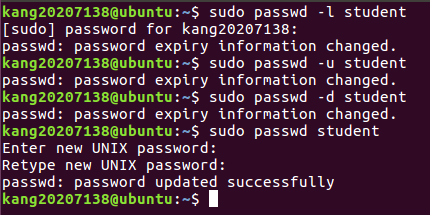 kang20207138@ubuntu:~$ sudo passwd -l student
[sudo] password for kang20207138:
passwd: password expiry information changed.
kang20207138@ubuntu:~$ sudo passwd -u student
passwd: password expiry information changed.
kang20207138@ubuntu:~$ sudo passwd -d student
passwd: password expiry information changed.
kang20207138@ubuntu:~$ sudo passwd student
Enter new UNIX password:
Retype new UNIX password:
passwd: password updated successfully
kang20207138@ubuntu:~$